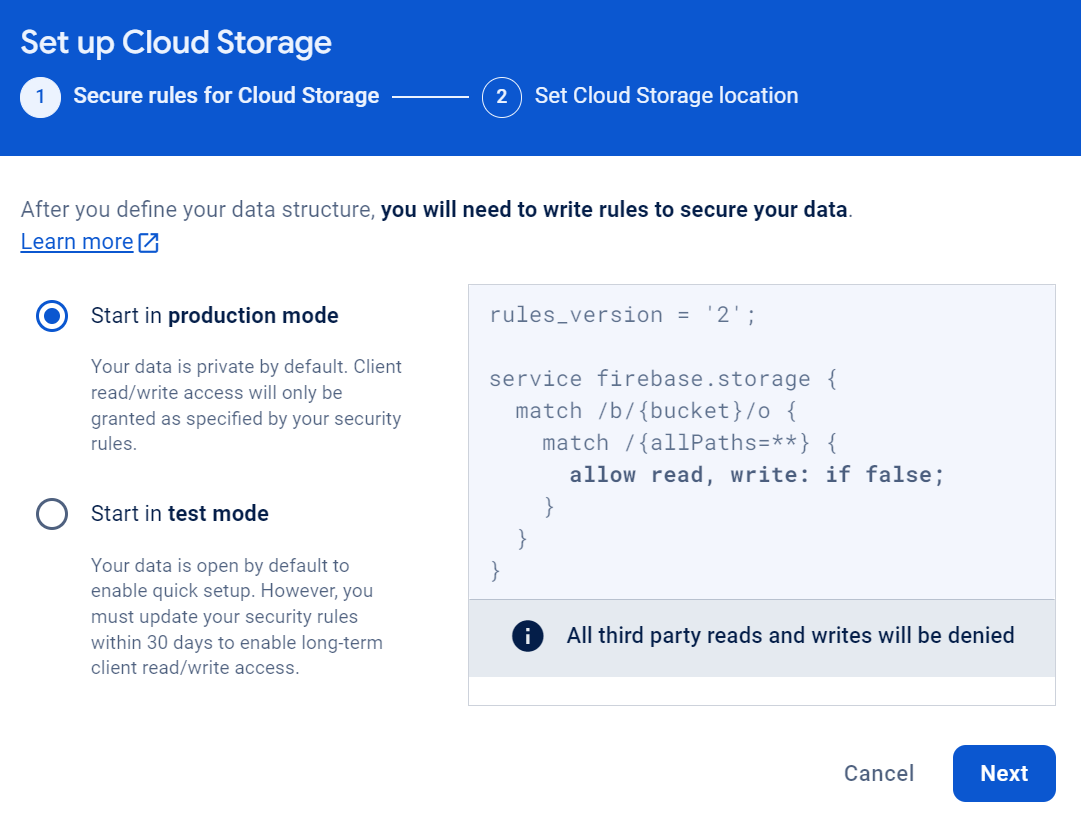 Set up Cloud Storage
1 Secure rules for Cloud Storage 2 Set Cloud Storage location
After you define your data structure, you will need to write rules to secure your data.
Learn more
Start in production mode
Your data is private by default. Client
read/write access will only be
granted as specified by your security
rules.
Start in test mode
Your data is open by default to
enable quick setup. However, you
must update your security rules
within 30 days to enable long-term
client read/write access.
rules_version = '2';
service firebase.storage {
match /b/{bucket}/o {
match /{allPaths=**} {
allow read, write: if false;
}
}
}
All third party reads and writes will be denied
Cancel Next